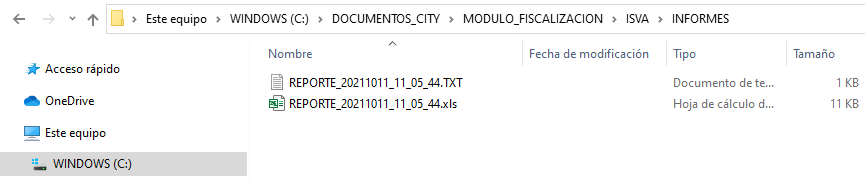 Este equipo > WINDOWS (C:) > DOCUMENTOS_CITY > MODULO_FISCALIZACION > ISVA > INFORMES
Nombre Fecha de modificación Tipo Tamaño
Acceso rápido
REPORTE_20211011_11_05_44.TXT Documento de te... 1 KB
OneDrive
REPORTE_20211011_11_05_44.xls Hoja de cálculo d... 11 KB
Este equipo
WINDOWS (C:)